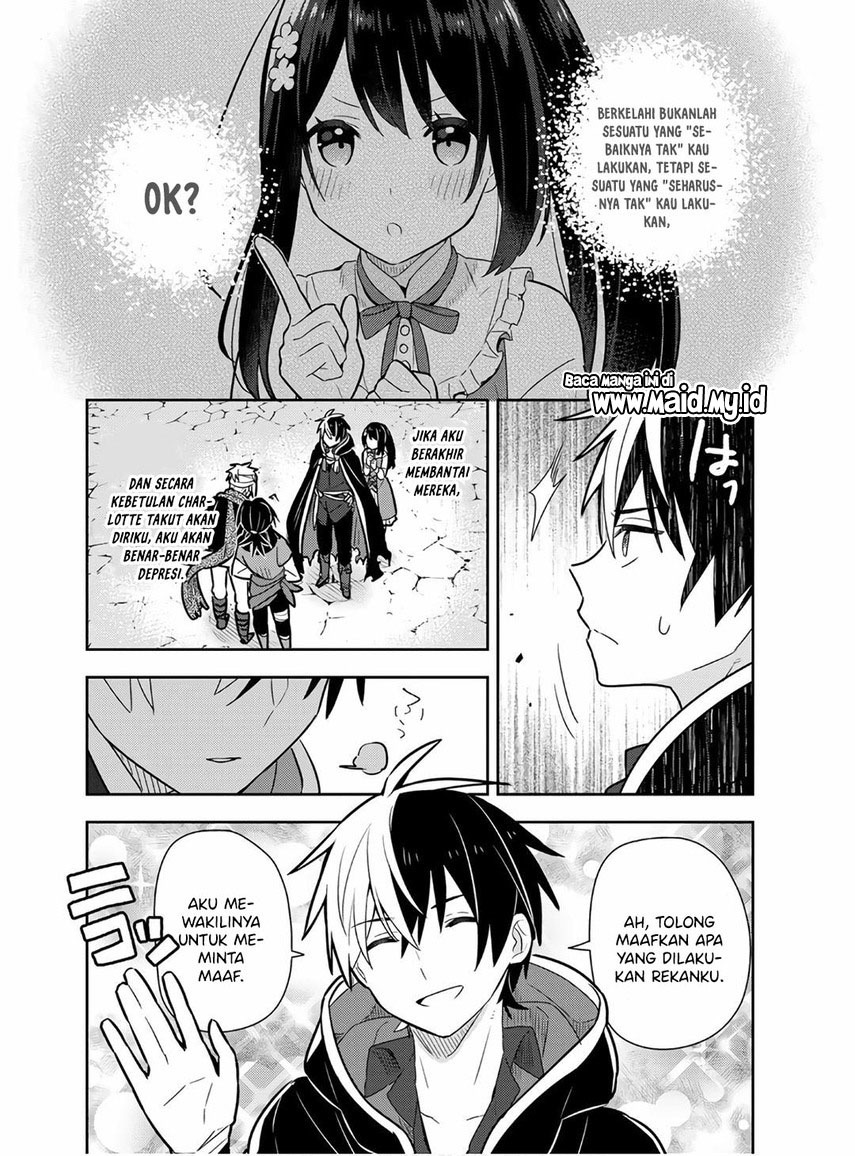 BERKELAHI BUKANLAH
SESUATU YANG "SE-
BAIKNYA TAK" KAU
LAKUKAN, TETAPI SE-
SUATU YANG "SEHARUS-
NYA TAK" KAU LAKU-
KAN,
OK?
Baca Manga ini di
www.Maid.My.id
はっ
JIKA AKU
BERAKHIR
MEMBANTAI
MEREKA,
DAN SECARA
KEBETULAN CHAR-
LOTTE TAKUT AKAN
DIRIKU, AKU AKAN
BENAR-BENAR
DEPRESI.
AH, TOLONG
MAAFKAN APA
YANG DILAKU-
KAN REKANKU.
AKU ME-
WAKILINYA
UNTUK ME-
MINTA
MAAF.
ニコッ